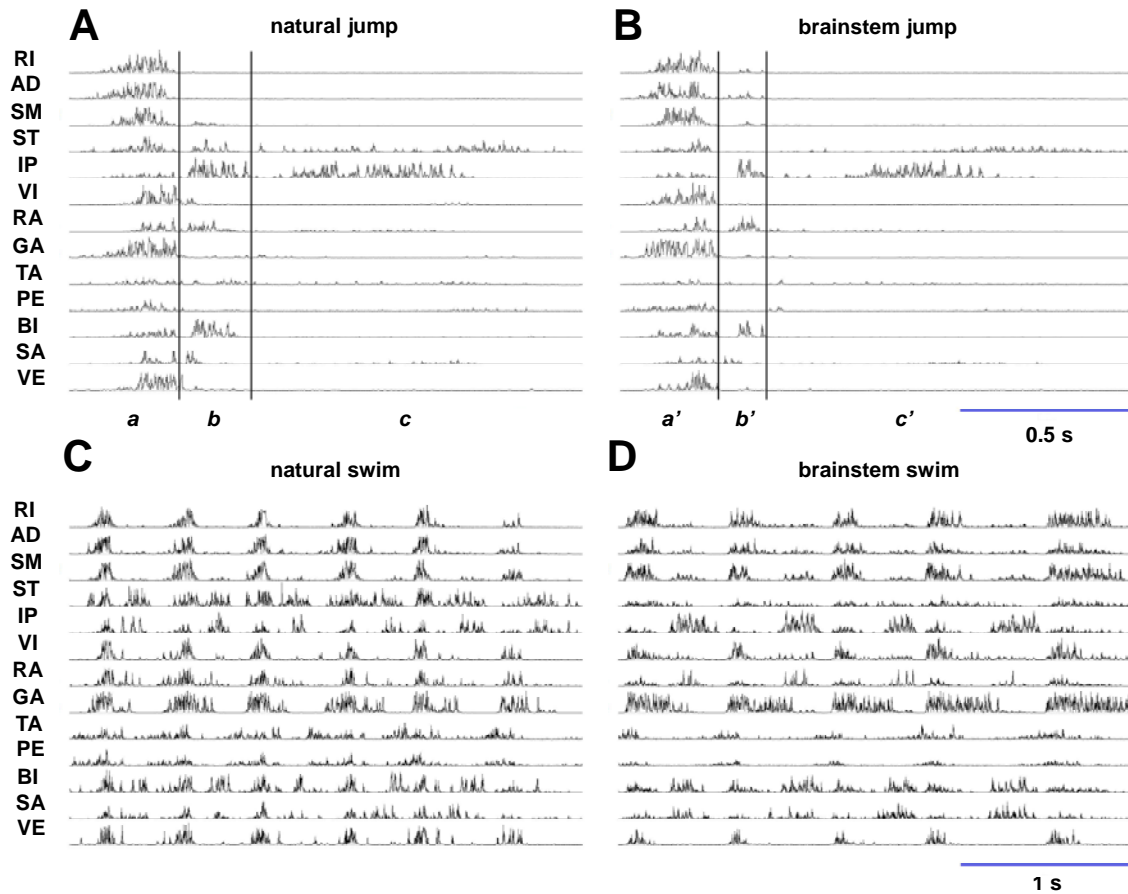 A natural jump
B brainstem jump
RI
AD
SM
ST
IP
VI
RA
GA
TA
PE
BI
SA
VE
a b c
a' b' c'
0.5 s
C natural swim
D brainstem swim
RI
AD
SM
ST
IP
VI
RA
GA
TA
PE
BI
SA
VE
1 s